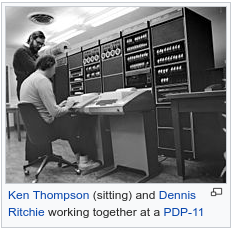 Ken Thompson (sitting) and Dennis
Ritchie working together at a PDP-11